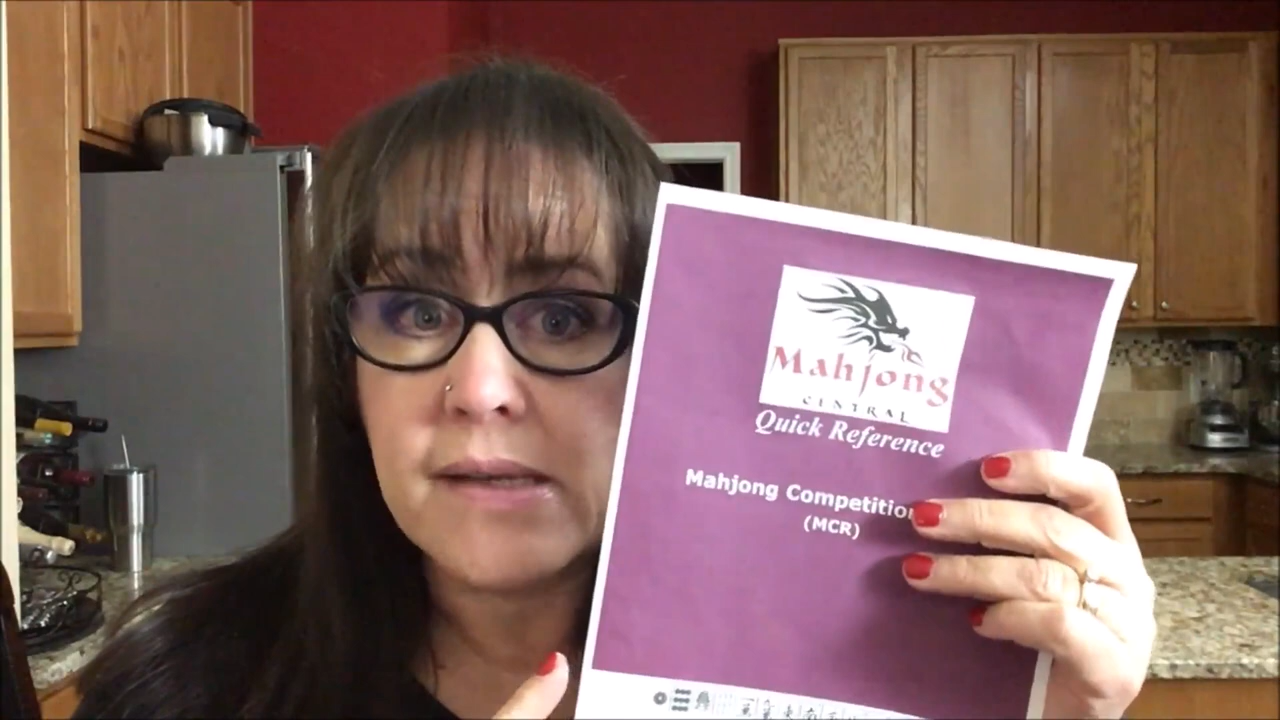 Mahjong
CENTRAL
Quick Reference
Mahjong Competition
(MCR)